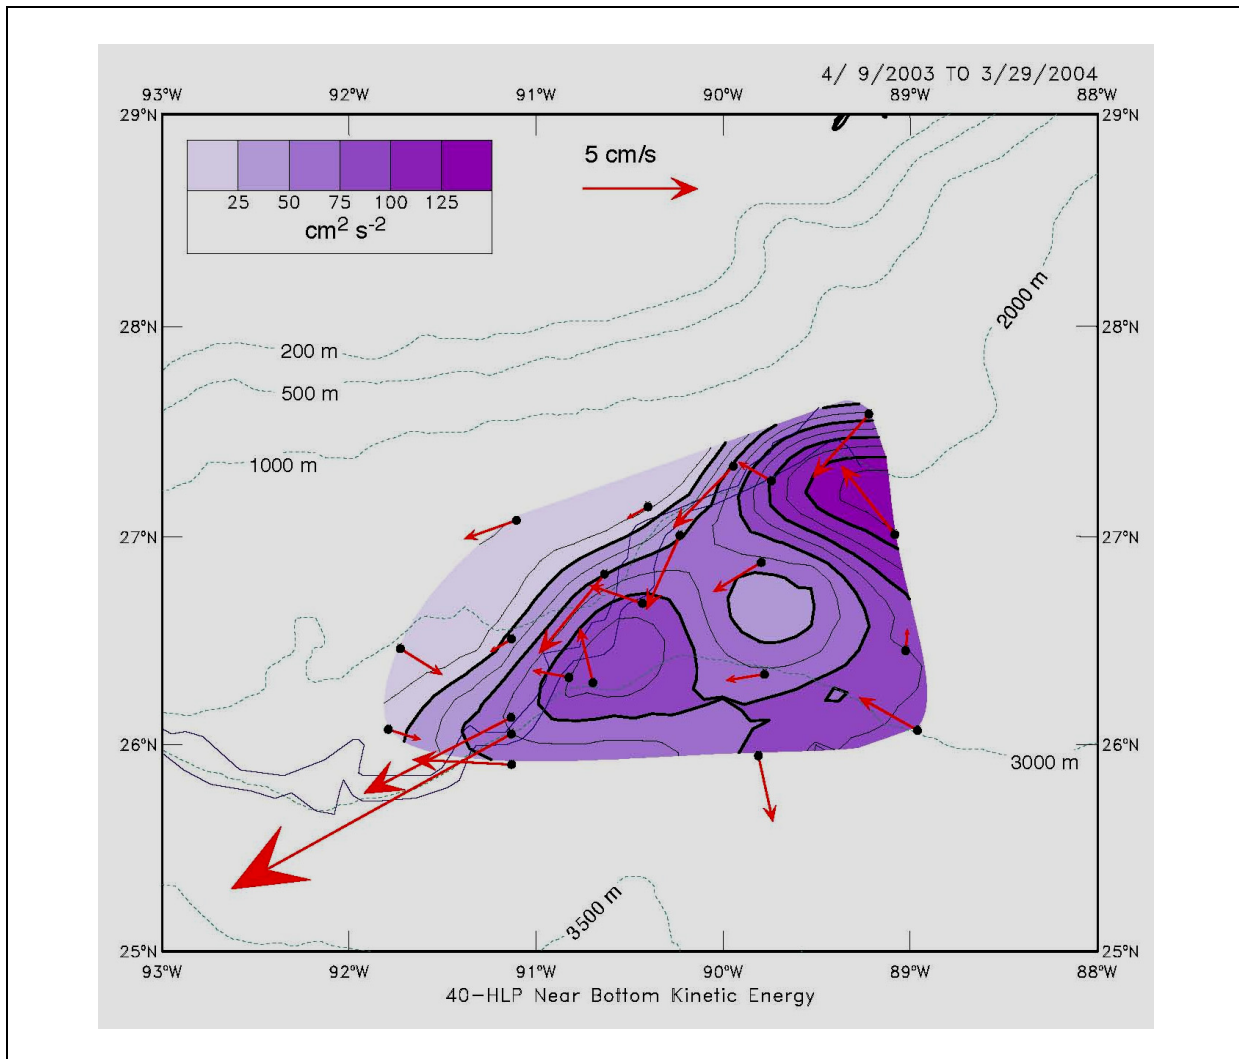 4/ 9/2003 TO 3/29/2004
93°W 92°W 91°W 90°W 89°W 88°W
29°N 29°N
5 cm/s
25 50 75 100 125
cm² s⁻²
2000 m
28°N 28°N
200 m
500 m
1000 m
27°N 27°N
26°N 26°N
3000 m
3500 m
25°N 25°N
93°W 92°W 91°W 90°W 89°W 88°W
40-HLP Near Bottom Kinetic Energy